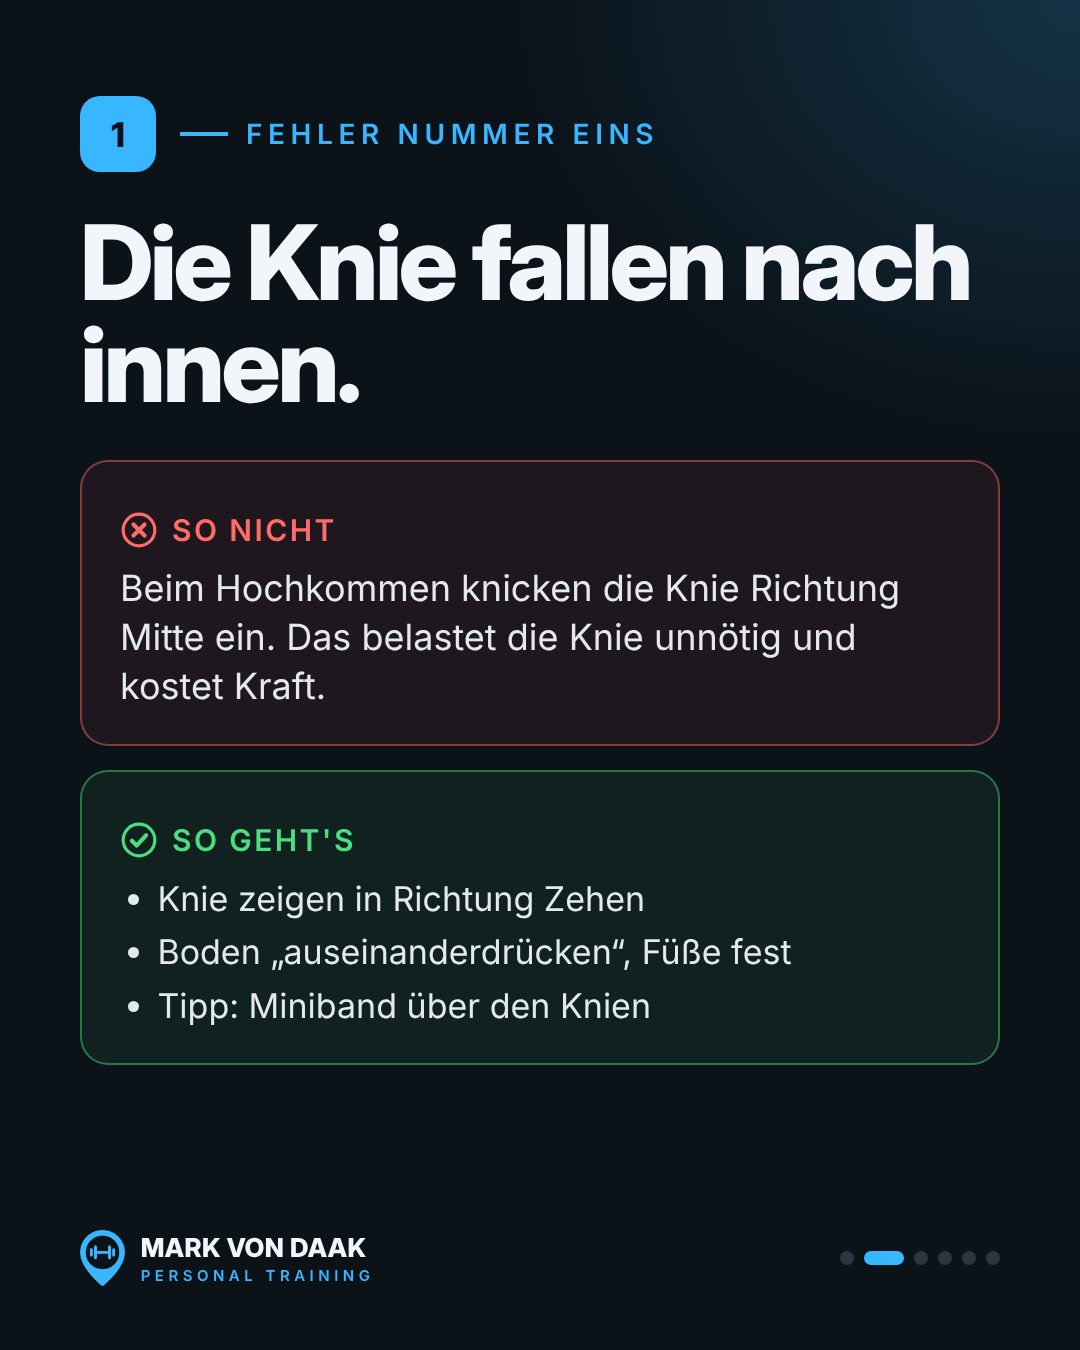 1
FEHLER NUMMER EINS
Die Knie fallen nach
innen.
SO NICHT
Beim Hochkommen knicken die Knie Richtung
Mitte ein. Das belastet die Knie unnötig und
kostet Kraft.
SO GEHT'S
• Knie zeigen in Richtung Zehen
• Boden „auseinanderdrücken“, Füße fest
• Tipp: Miniband über den Knien
MARK VON DAAK
PERSONAL TRAINING